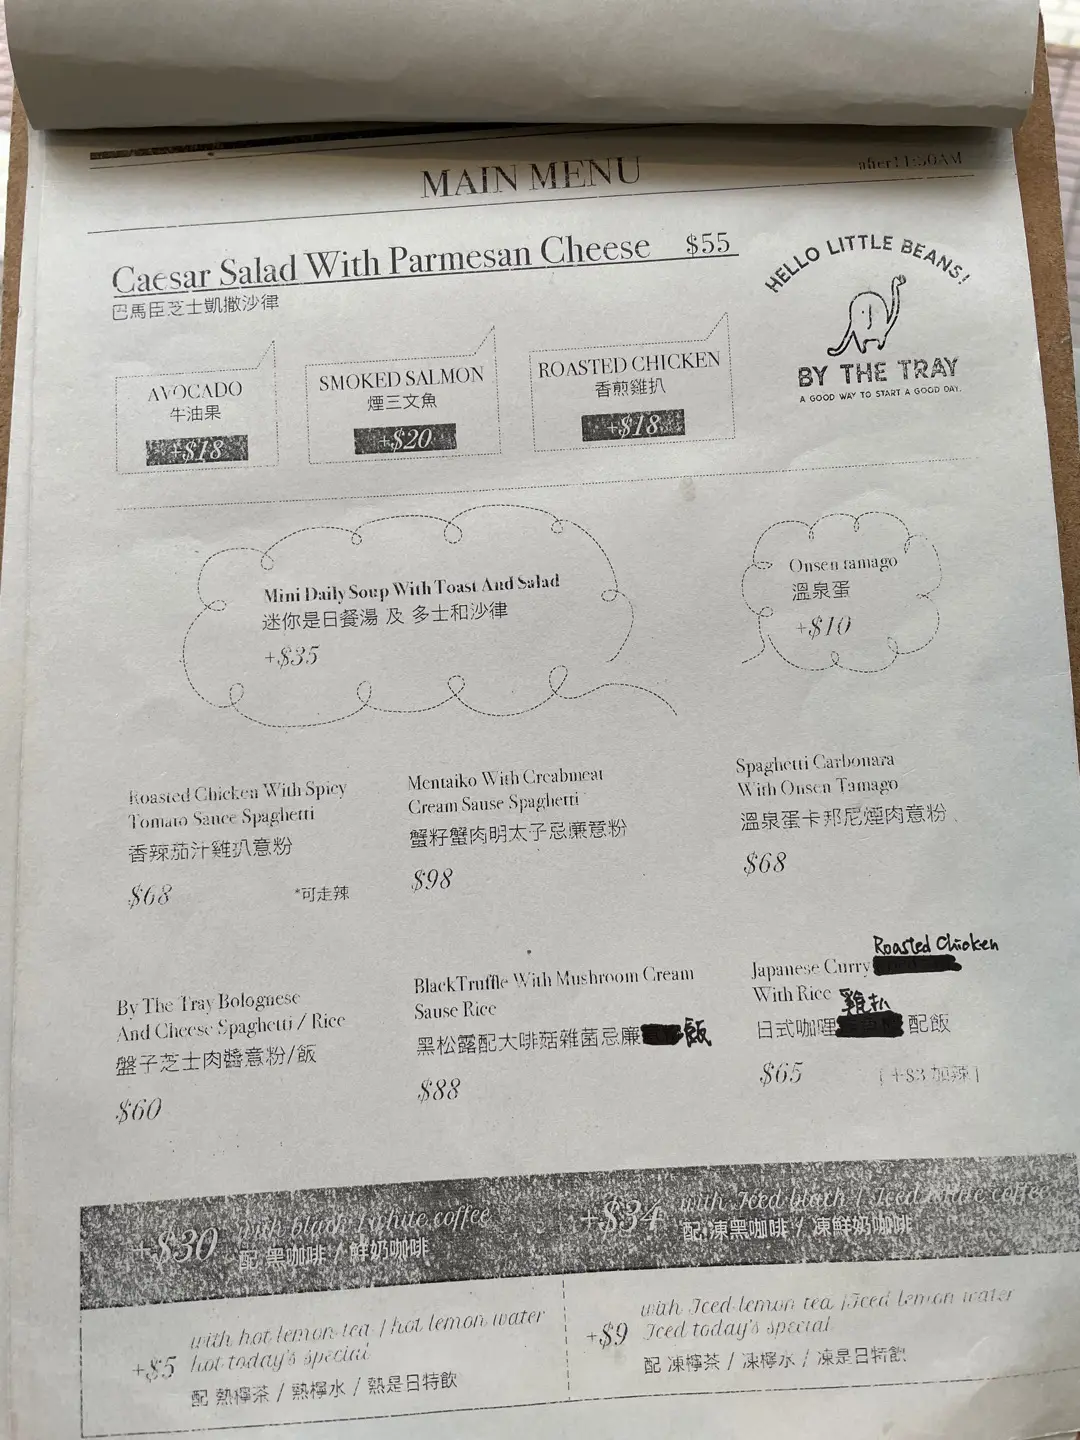 MAIN MENU
after11:30AM
Caesar Salad With Parmesan Cheese $55
巴馬臣芝士凱撒沙律
HELLO LITTLE BEANS!
BY THE TRAY
A GOOD WAY TO START A GOOD DAY.
AVOCADO
牛油果
+$18
SMOKED SALMON
煙三文魚
+$20
ROASTED CHICKEN
香煎雞扒
+$18
Mini Daily Soup With Toast And Salad
迷你是日餐湯 及 多士和沙律
+$35
Onsen tamago
溫泉蛋
+$10
Roasted Chicken With Spicy
Tomato Sauce Spaghetti
香辣茄汁雞扒意粉
$68 *可走辣
Mentaiko With Creabmeat
Cream Sause Spaghetti
蟹籽蟹肉明太子忌廉意粉
$98
Spaghetti Carbonara
With Onsen Tamago
溫泉蛋卡邦尼煙肉意粉
$68
By The Tray Bolognese
And Cheese Spaghetti / Rice
盤子芝士肉醬意粉/飯
$60
BlackTruffle With Mushroom Cream
Sause Rice
黑松露配大啡菇雜菌忌廉飯
$88
Roasted Chicken
Japanese Curry
With Rice 雞扒
日式咖哩 配飯
$65 [ +$3 加辣 ]
+$30 with black / white coffee
配 黑咖啡 / 鮮奶咖啡
+$34 with Iced black / Iced white coffee
配 凍黑咖啡 / 凍鮮奶咖啡
with hot lemon tea / hot lemon water
+$5 hot today's special
配 熱檸茶 / 熱檸水 / 熱是日特飲
with Iced lemon tea / Iced lemon water
+$9 Iced today's special
配 凍檸茶 / 凍檸水 / 凍是日特飲